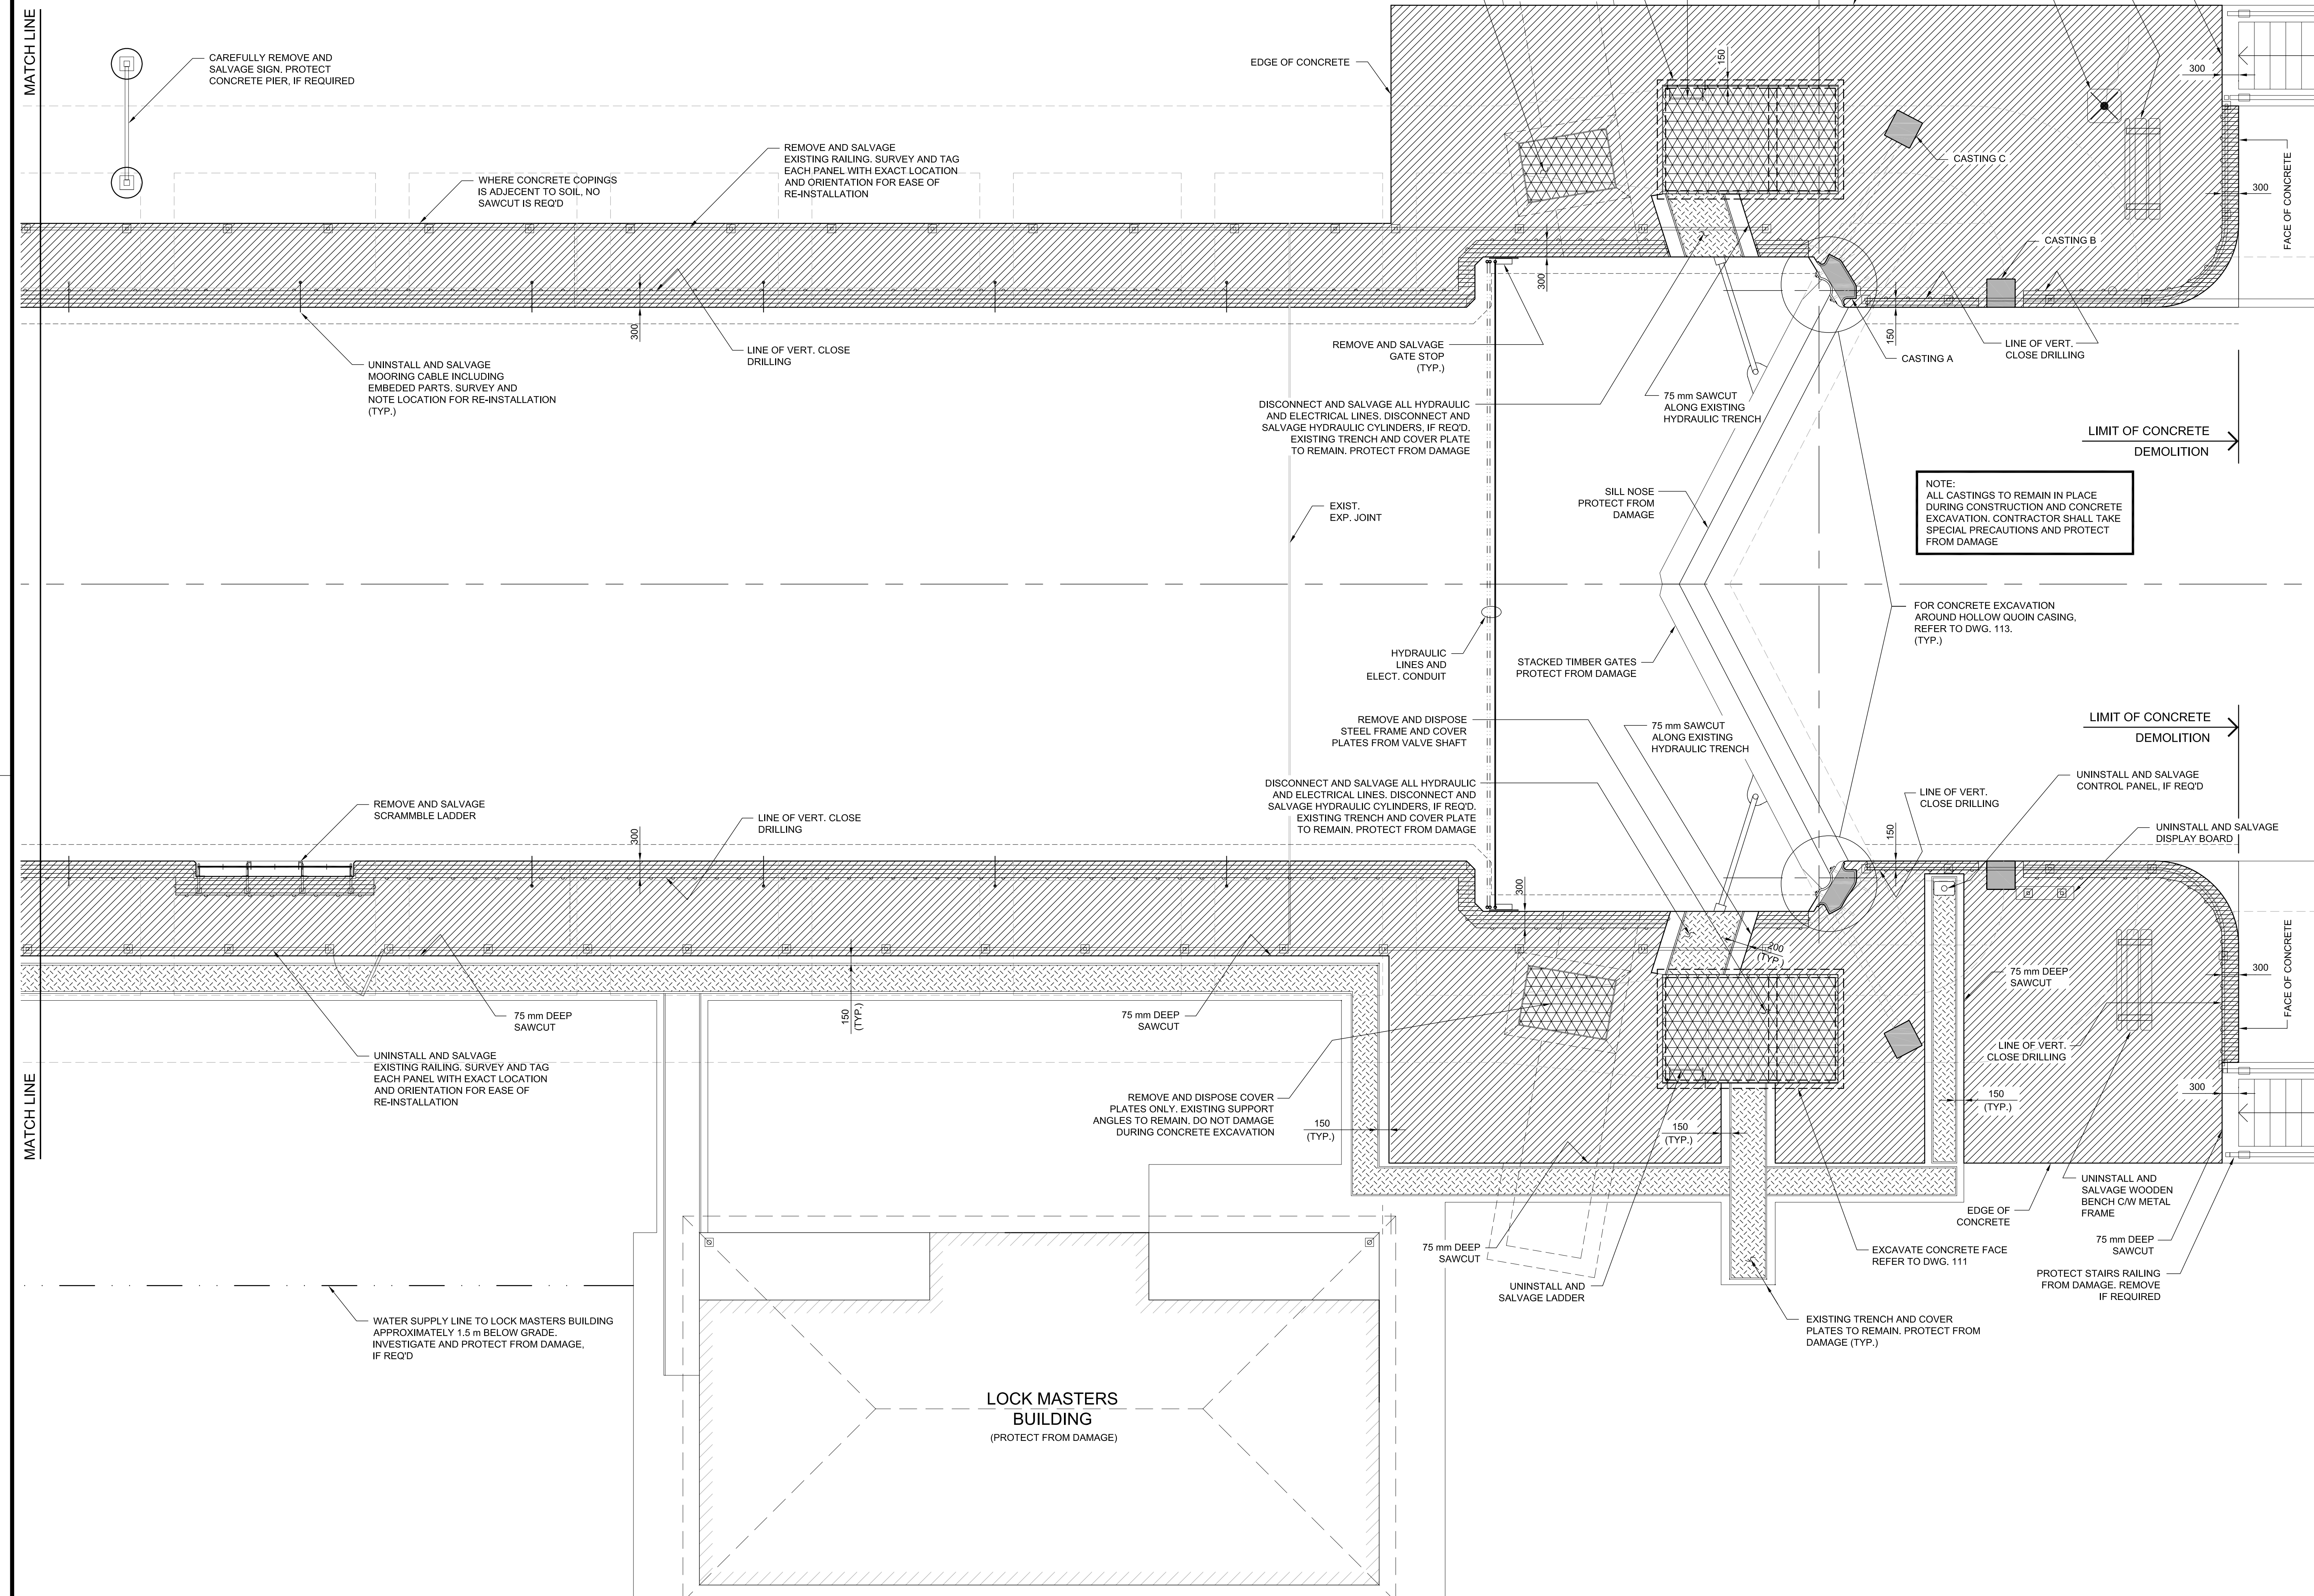 MATCH LINE
CAREFULLY REMOVE AND
SALVAGE SIGN. PROTECT
CONCRETE PIER, IF REQUIRED
EDGE OF CONCRETE
150
300
REMOVE AND SALVAGE
EXISTING RAILING. SURVEY AND TAG
EACH PANEL WITH EXACT LOCATION
AND ORIENTATION FOR EASE OF
RE-INSTALLATION
WHERE CONCRETE COPINGS
IS ADJECENT TO SOIL, NO
SAWCUT IS REQ'D
CASTING C
300
FACE OF CONCRETE
CASTING B
300
300
150
LINE OF VERT. CLOSE
DRILLING
UNINSTALL AND SALVAGE
MOORING CABLE INCLUDING
EMBEDED PARTS. SURVEY AND
NOTE LOCATION FOR RE-INSTALLATION
(TYP.)
REMOVE AND SALVAGE
GATE STOP
(TYP.)
CASTING A
LINE OF VERT.
CLOSE DRILLING
DISCONNECT AND SALVAGE ALL HYDRAULIC
AND ELECTRICAL LINES. DISCONNECT AND
SALVAGE HYDRAULIC CYLINDERS, IF REQ'D.
EXISTING TRENCH AND COVER PLATE
TO REMAIN. PROTECT FROM DAMAGE
75 mm SAWCUT
ALONG EXISTING
HYDRAULIC TRENCH
LIMIT OF CONCRETE
DEMOLITION
NOTE:
ALL CASTINGS TO REMAIN IN PLACE
DURING CONSTRUCTION AND CONCRETE
EXCAVATION. CONTRACTOR SHALL TAKE
SPECIAL PRECAUTIONS AND PROTECT
FROM DAMAGE
SILL NOSE
PROTECT FROM
DAMAGE
EXIST.
EXP. JOINT
FOR CONCRETE EXCAVATION
AROUND HOLLOW QUOIN CASING,
REFER TO DWG. 113.
(TYP.)
HYDRAULIC
LINES AND
ELECT. CONDUIT
STACKED TIMBER GATES
PROTECT FROM DAMAGE
REMOVE AND DISPOSE
STEEL FRAME AND COVER
PLATES FROM VALVE SHAFT
75 mm SAWCUT
ALONG EXISTING
HYDRAULIC TRENCH
LIMIT OF CONCRETE
DEMOLITION
DISCONNECT AND SALVAGE ALL HYDRAULIC
AND ELECTRICAL LINES. DISCONNECT AND
SALVAGE HYDRAULIC CYLINDERS, IF REQ'D.
EXISTING TRENCH AND COVER PLATE
TO REMAIN. PROTECT FROM DAMAGE
UNINSTALL AND SALVAGE
CONTROL PANEL, IF REQ'D
LINE OF VERT.
CLOSE DRILLING
REMOVE AND SALVAGE
SCRAMMBLE LADDER
LINE OF VERT. CLOSE
DRILLING
300
150
UNINSTALL AND SALVAGE
DISPLAY BOARD
300
200
(TYP.)
FACE OF CONCRETE
300
75 mm DEEP
SAWCUT
75 mm DEEP
SAWCUT
150
(TYP.)
75 mm DEEP
SAWCUT
LINE OF VERT.
CLOSE DRILLING
UNINSTALL AND SALVAGE
EXISTING RAILING. SURVEY AND TAG
EACH PANEL WITH EXACT LOCATION
AND ORIENTATION FOR EASE OF
RE-INSTALLATION
MATCH LINE
REMOVE AND DISPOSE COVER
PLATES ONLY. EXISTING SUPPORT
ANGLES TO REMAIN. DO NOT DAMAGE
DURING CONCRETE EXCAVATION
150
(TYP.)
150
(TYP.)
150
(TYP.)
300
UNINSTALL AND
SALVAGE WOODEN
BENCH C/W METAL
FRAME
EDGE OF
CONCRETE
75 mm DEEP
SAWCUT
75 mm DEEP
SAWCUT
EXCAVATE CONCRETE FACE
REFER TO DWG. 111
PROTECT STAIRS RAILING
FROM DAMAGE. REMOVE
IF REQUIRED
UNINSTALL AND
SALVAGE LADDER
EXISTING TRENCH AND COVER
PLATES TO REMAIN. PROTECT FROM
DAMAGE (TYP.)
WATER SUPPLY LINE TO LOCK MASTERS BUILDING
APPROXIMATELY 1.5 m BELOW GRADE.
INVESTIGATE AND PROTECT FROM DAMAGE,
IF REQ'D
LOCK MASTERS
BUILDING
(PROTECT FROM DAMAGE)